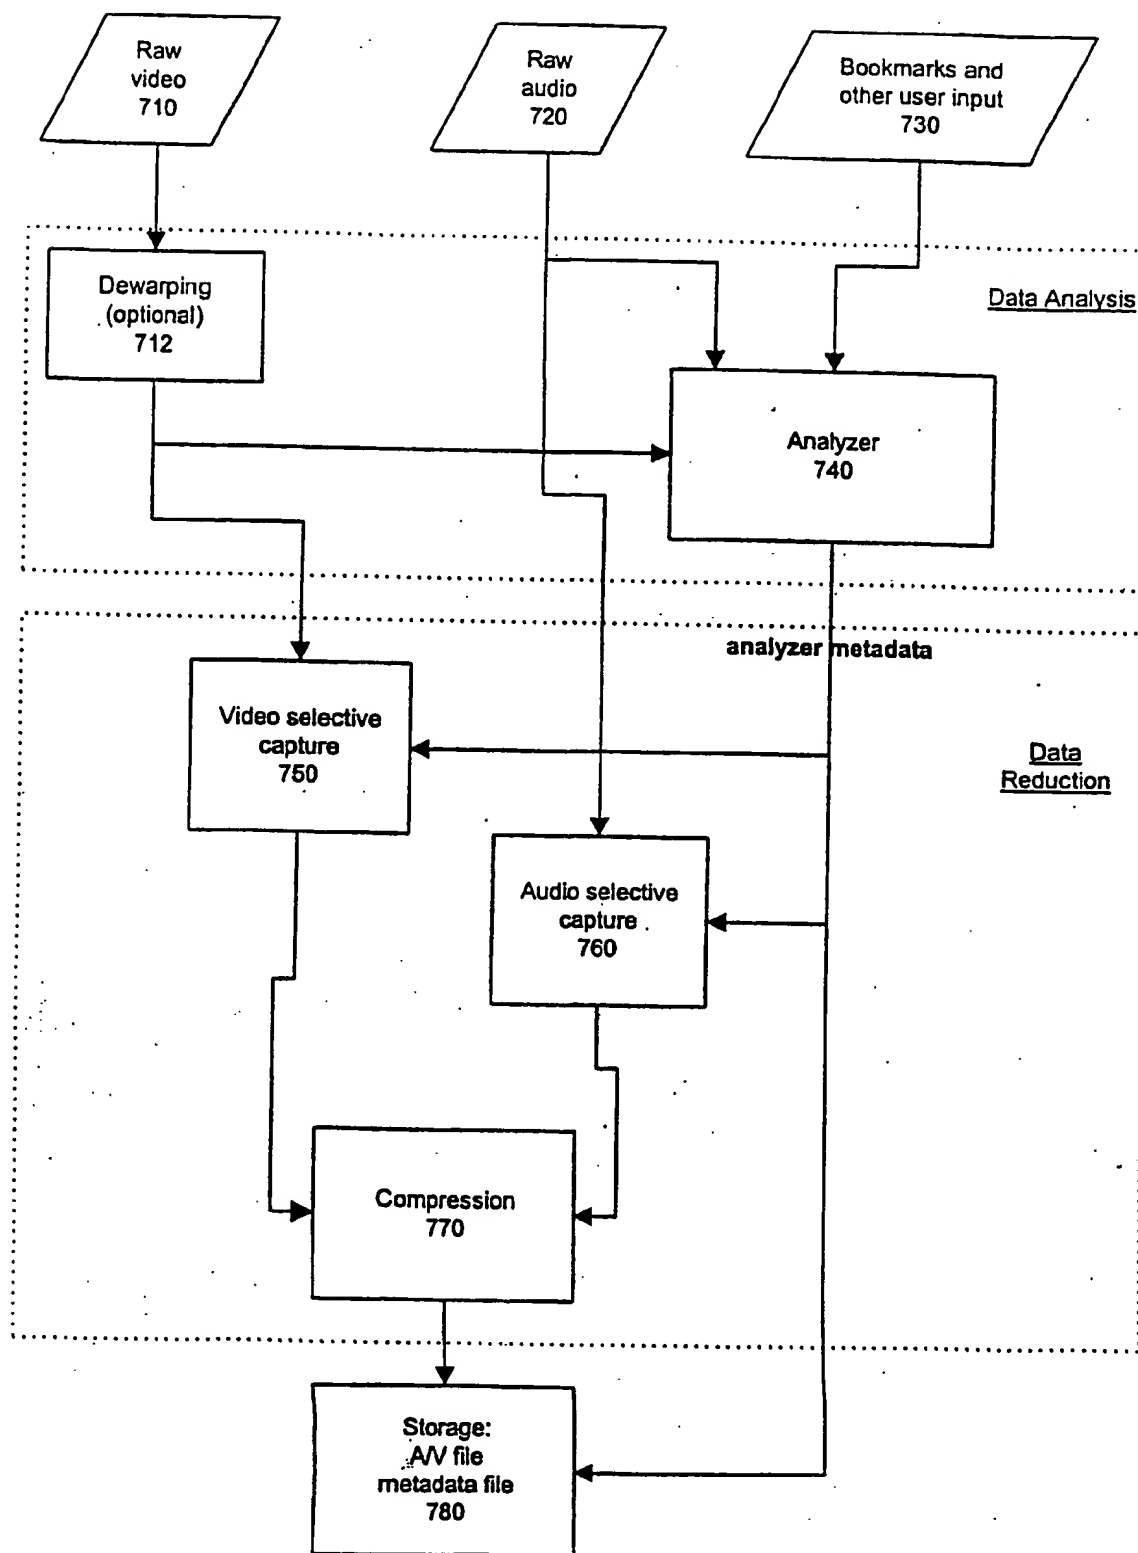 Raw
video
710
Raw
audio
720
Bookmarks and
other user input
730
Dewarping
(optional)
712
Data Analysis
Analyzer
740
analyzer metadata
Video selective
capture
750
Data
Reduction
Audio selective
capture
760
Compression
770
Storage:
A/V file
metadata file
780